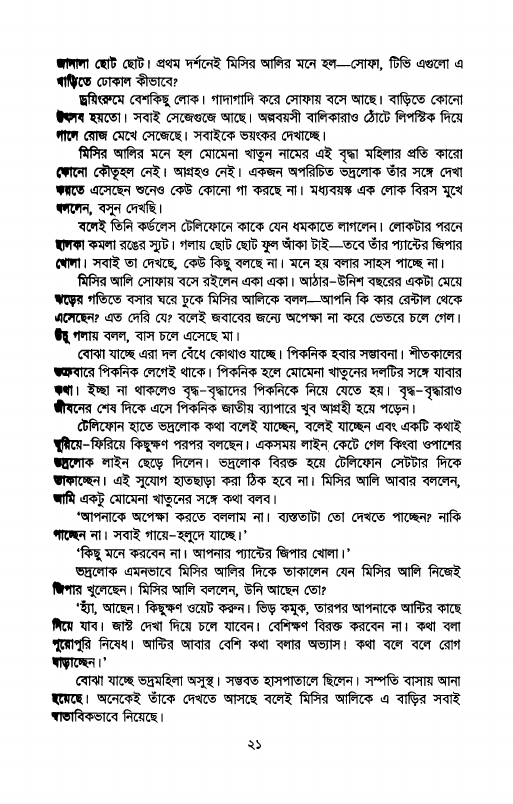 জানালা ছোট ছোট। প্রথম দর্শনেই মিসির আলির মনে হল—সোফা, টিভি এগুলো এ
বাড়িতে ঢোকাল কীভাবে?
ড্রয়িংরুমে বেশকিছু লোক। গাদাগাদি করে সোফায় বসে আছে। বাড়িতে কোনো
উৎসব হয়তো। সবাই সেজেগুজে আছে। অল্পবয়সী বালিকারাও ঠোঁটে লিপস্টিক দিয়ে
গালে রোজ মেখে সেজেছে। সবাইকে ভয়ংকর দেখাচ্ছে।
মিসির আলির মনে হল মোমেনা খাতুন নামের এই বৃদ্ধা মহিলার প্রতি কারো
কোনো কৌতূহল নেই। আগ্রহও নেই। একজন অপরিচিত ভদ্রলোক তাঁর সঙ্গে দেখা
করতে এসেছেন শুনেও কেউ কোনো গা করছে না। মধ্যবয়স্ক এক লোক বিরস মুখে
বললেন, বসুন দেখছি।
বলেই তিনি কর্ডলেস টেলিফোনে কাকে যেন ধমকাতে লাগলেন। লোকটার পরনে
হালকা কমলা রঙের স্যুট। গলায় ছোট ছোট ফুল আঁকা টাই—তবে তাঁর প্যান্টের জিপার
খোলা। সবাই তা দেখছে, কেউ কিছু বলছে না। মনে হয় বলার সাহস পাচ্ছে না।
মিসির আলি সোফায় বসে রইলেন একা একা। আঠার-উনিশ বছরের একটা মেয়ে
ঝড়ের গতিতে বসার ঘরে ঢুকে মিসির আলিকে বলল—আপনি কি কার রেন্টাল থেকে
এসেছেন? এত দেরি যে? বলেই জবাবের জন্যে অপেক্ষা না করে ভেতরে চলে গেল।
উঁচু গলায় বলল, বাস চলে এসেছে মা।
বোঝা যাচ্ছে এরা দল বেঁধে কোথাও যাচ্ছে। পিকনিক হবার সম্ভাবনা। শীতকালের
শুক্রবারে পিকনিক লেগেই থাকে। পিকনিক হলে মোমেনা খাতুনের দলটির সঙ্গে যাবার
কথা। ইচ্ছা না থাকলেও বৃদ্ধ-বৃদ্ধাদের পিকনিকে নিয়ে যেতে হয়। বৃদ্ধ-বৃদ্ধারাও
জীবনের শেষ দিকে এসে পিকনিক জাতীয় ব্যাপারে খুব আগ্রহী হয়ে পড়েন।
টেলিফোন হাতে ভদ্রলোক কথা বলেই যাচ্ছেন, বলেই যাচ্ছেন এবং একটি কথাই
ঘুরিয়ে-ফিরিয়ে কিছুক্ষণ পরপর বলছেন। একসময় লাইন কেটে গেল কিংবা ওপাশের
ভদ্রলোক লাইন ছেড়ে দিলেন। ভদ্রলোক বিরক্ত হয়ে টেলিফোন সেটটার দিকে
তাকাচ্ছেন। এই সুযোগ হাতছাড়া করা ঠিক হবে না। মিসির আলি আবার বললেন,
আমি একটু মোমেনা খাতুনের সঙ্গে কথা বলব।
'আপনাকে অপেক্ষা করতে বললাম না। ব্যস্ততাটা তো দেখতে পাচ্ছেন? নাকি
পাচ্ছেন না। সবাই গায়ে-হলুদে যাচ্ছে।'
'কিছু মনে করবেন না। আপনার প্যান্টের জিপার খোলা।'
ভদ্রলোক এমনভাবে মিসির আলির দিকে তাকালেন যেন মিসির আলি নিজেই
জিপার খুলেছেন। মিসির আলি বললেন, উনি আছেন তো?
'হ্যাঁ, আছেন। কিছুক্ষণ ওয়েট করুন। ভিড় কমুক, তারপর আপনাকে আন্টির কাছে
নিয়ে যাব। জাস্ট দেখা দিয়ে চলে যাবেন। বেশিক্ষণ বিরক্ত করবেন না। কথা বলা
পুরোপুরি নিষেধ। আন্টির আবার বেশি কথা বলার অভ্যাস। কথা বলে বলে রোগ
বাড়াচ্ছেন।'
বোঝা যাচ্ছে ভদ্রমহিলা অসুস্থ। সম্ভবত হাসপাতালে ছিলেন। সম্পতি বাসায় আনা
হয়েছে। অনেকেই তাঁকে দেখতে আসছে বলেই মিসির আলিকে এ বাড়ির সবাই
স্বাভাবিকভাবে নিয়েছে।
২১